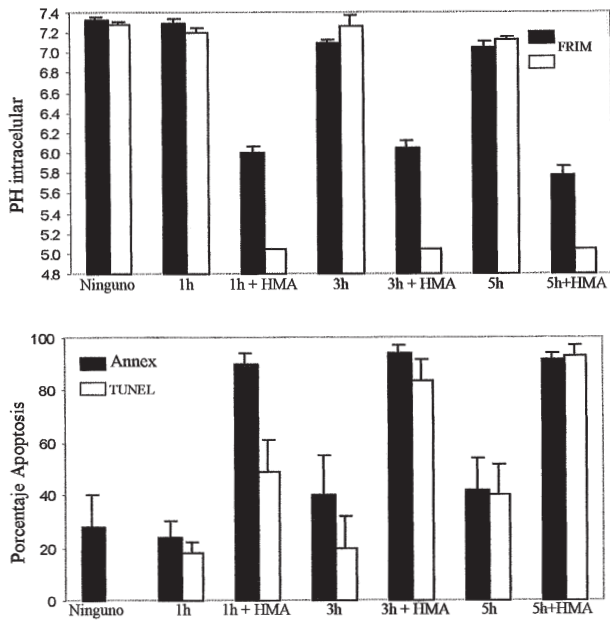 PH intracelular
7.4
7.2
7.0
6.8
6.6
6.4
6.2
6.0
5.8
5.6
5.4
5.2
5.0
4.8
FRIM
Ninguno 1h 1h + HMA 3h 3h + HMA 5h 5h+HMA
Porcentaje Apoptosis
100
80
60
40
20
0
Annex
TUNEL
Ninguno 1h 1h + HMA 3h 3h + HMA 5h 5h+HMA